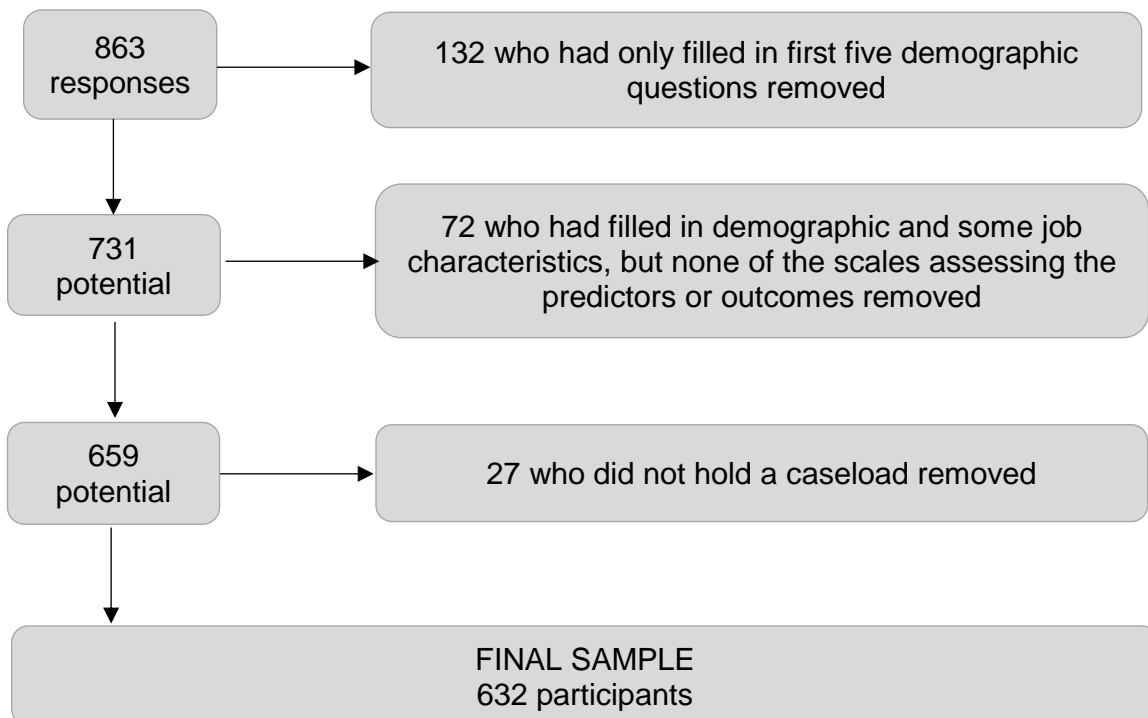 863
responses
132 who had only filled in first five demographic
questions removed
731
potential
72 who had filled in demographic and some job
characteristics, but none of the scales assessing the
predictors or outcomes removed
659
potential
27 who did not hold a caseload removed
FINAL SAMPLE
632 participants